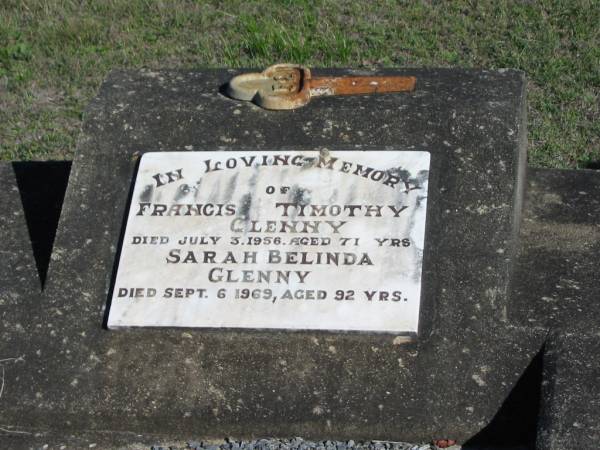 IN LOVING MEMORY
OF
FRANCIS TIMOTHY
GLENNY
DIED JULY 3. 1956. AGED 71 YRS
SARAH BELINDA
GLENNY
DIED SEPT. 6 1969, AGED 92 YRS.